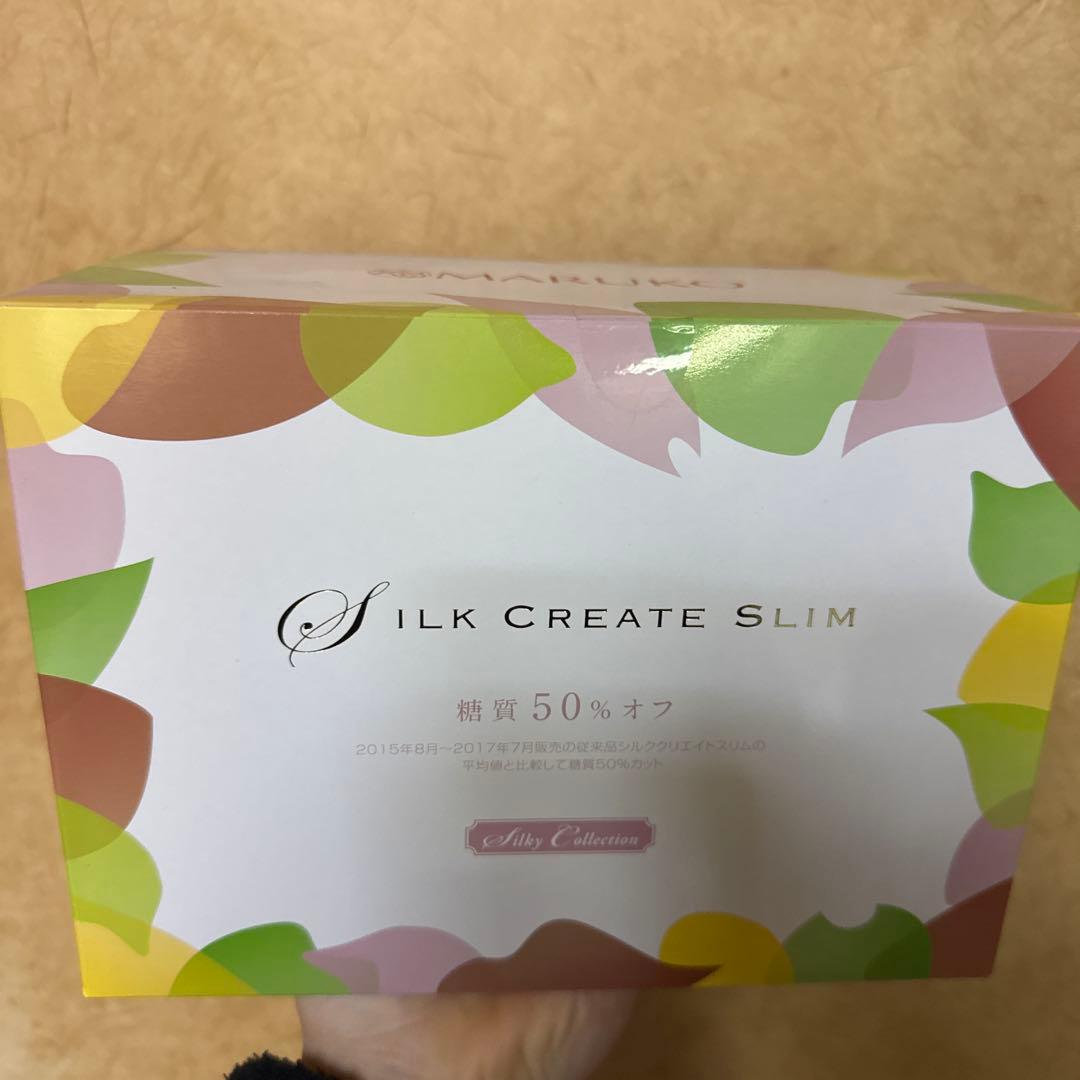 MARUKO
SILK CREATE SLIM
糖質50%オフ
2015年8月〜2017年7月販売の従来品シルククリエイトスリムの
平均値と比較して糖質50%カット
Silky Collection